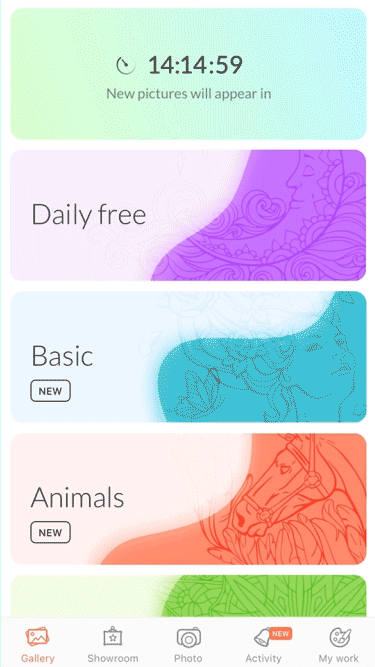 14:14:59
New pictures will appear in
Daily free
Basic
NEW
Animals
NEW
NEW
Gallery
Showroom
Photo
Activity
My work